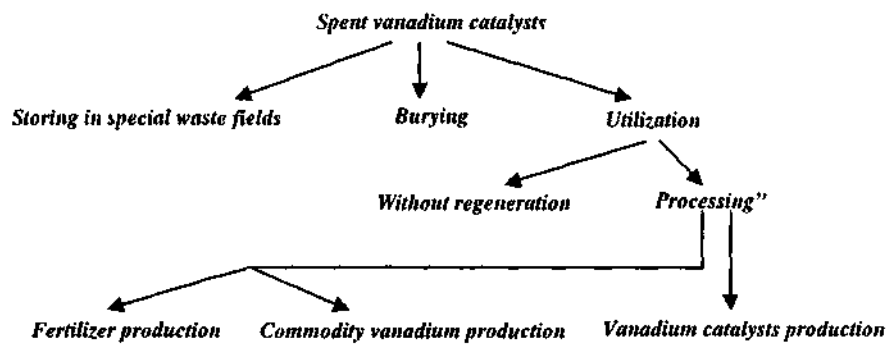 Spent vanadium catalysts
Storing in special waste fields Burying Utilization
Without regeneration Processing”
Fertilizer production Commodity vanadium production Vanadium catalysts production